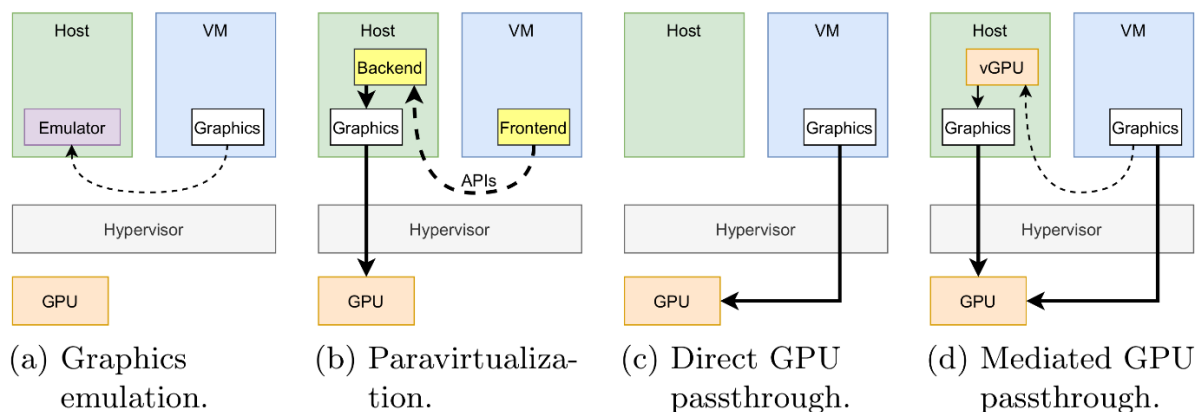 Host
VM
Emulator
Graphics
Hypervisor
GPU
(a) Graphics
emulation.
Host
VM
Backend
Graphics
Frontend
APIs
Hypervisor
GPU
(b) Paravirtualiza-
tion.
Host
VM
Graphics
Hypervisor
GPU
(c) Direct GPU
passthrough.
Host
VM
vGPU
Graphics
Graphics
Hypervisor
GPU
(d) Mediated GPU
passthrough.